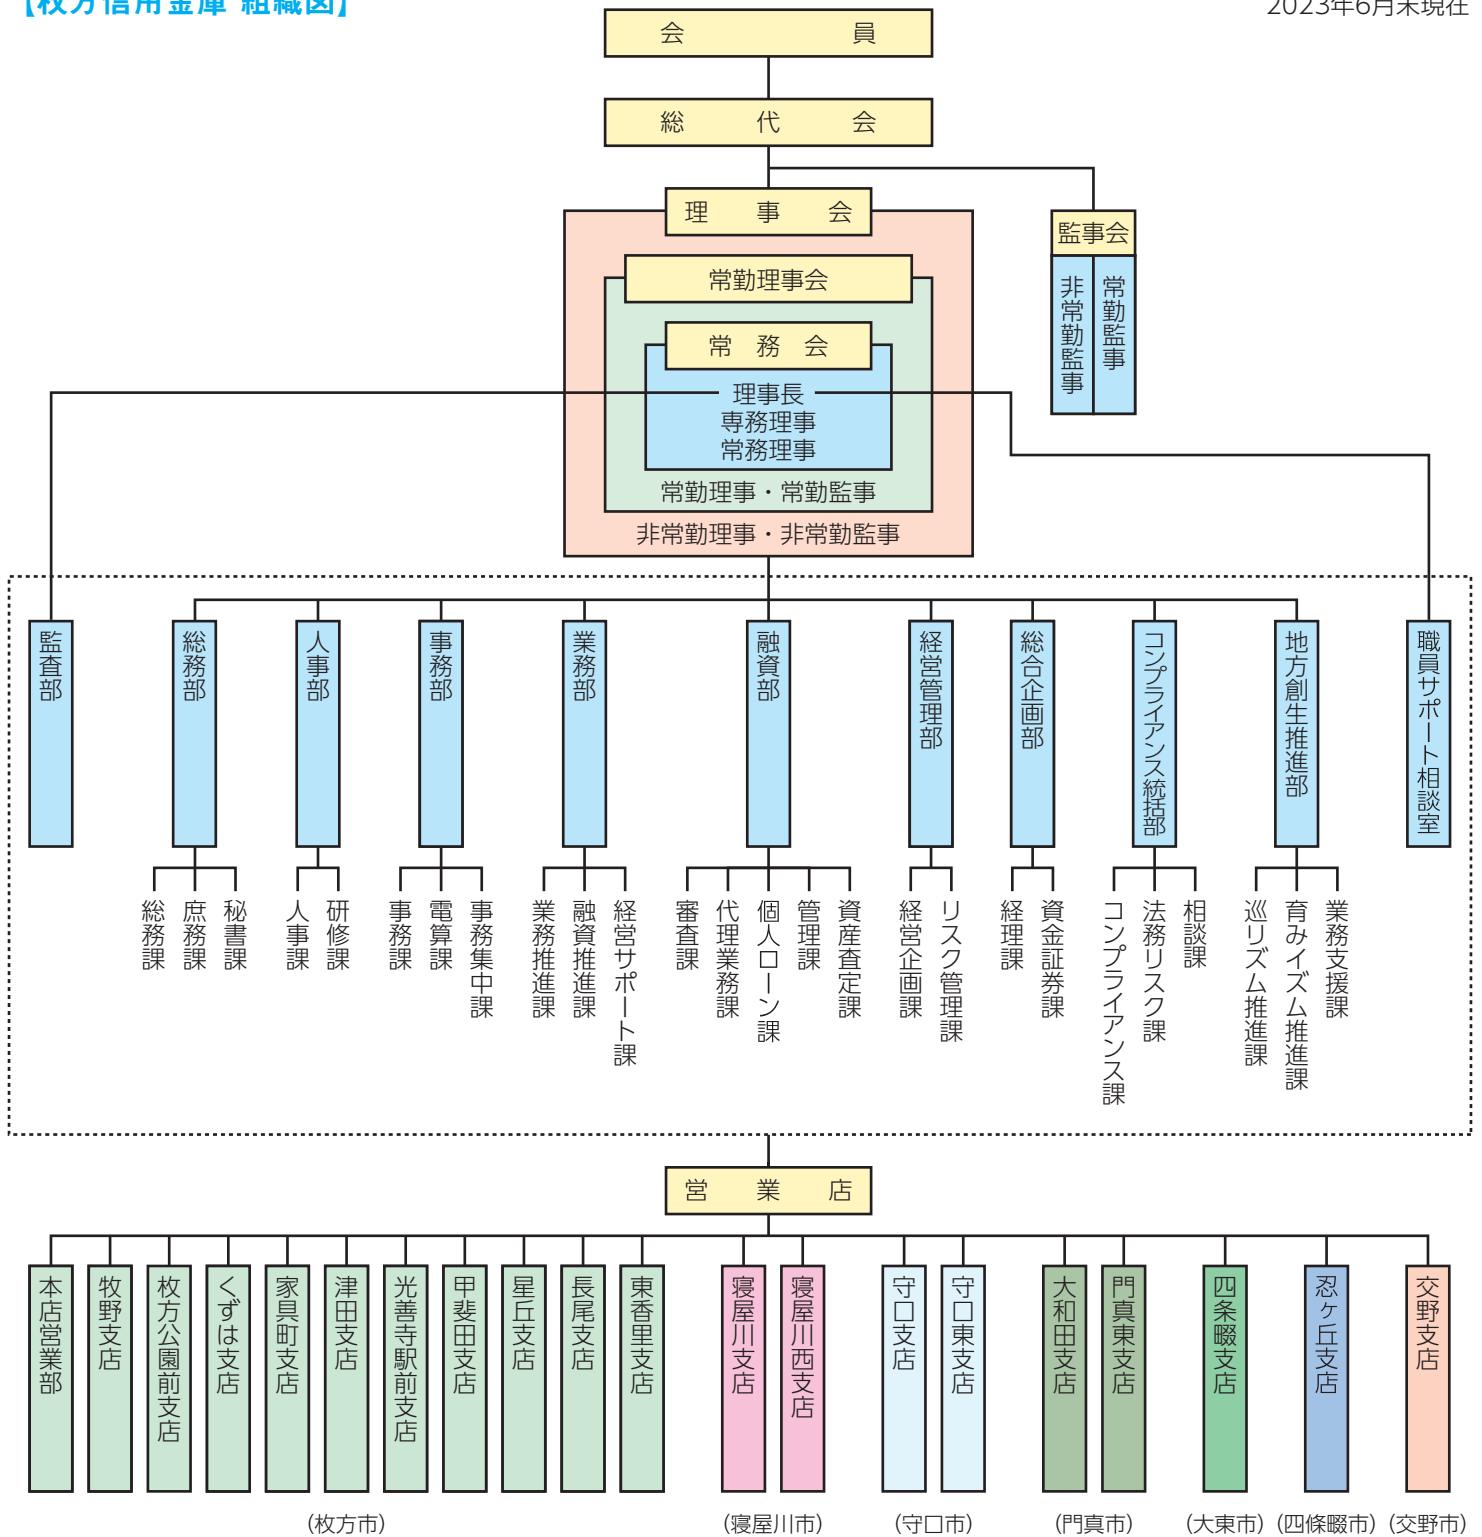 【枚方信用金庫 組織図】
2023年6月末現在
会員
総代会
理事会
監事会
非常勤監事
常勤監事
常勤理事会
常務会
理事長
専務理事
常務理事
常勤理事・常勤監事
非常勤理事・非常勤監事
監査部
総務部
人事部
事務部
業務部
融資部
経営管理部
総合企画部
コンプライアンス統括部
地方創生推進部
職員サポート相談室
総務課
庶務課
秘書課
人事課
研修課
事務課
電算課
事務集中課
業務推進課
融資推進課
経営サポート課
審査課
代理業務課
個人ローン課
管理課
資産査定課
経営企画課
リスク管理課
経理課
資金証券課
コンプライアンス課
法務リスク課
相談課
巡リズム推進課
育みイズム推進課
業務支援課
営業店
本店営業部
牧野支店
枚方公園前支店
くずは支店
家具町支店
津田支店
光善寺駅前支店
甲斐田支店
星丘支店
長尾支店
東香里支店
寝屋川支店
寝屋川西支店
守口支店
守口東支店
大和田支店
門真東支店
四条畷支店
忍ヶ丘支店
交野支店
(枚方市)
(寝屋川市)
(守口市)
(門真市)
(大東市)
(四條畷市)
(交野市)